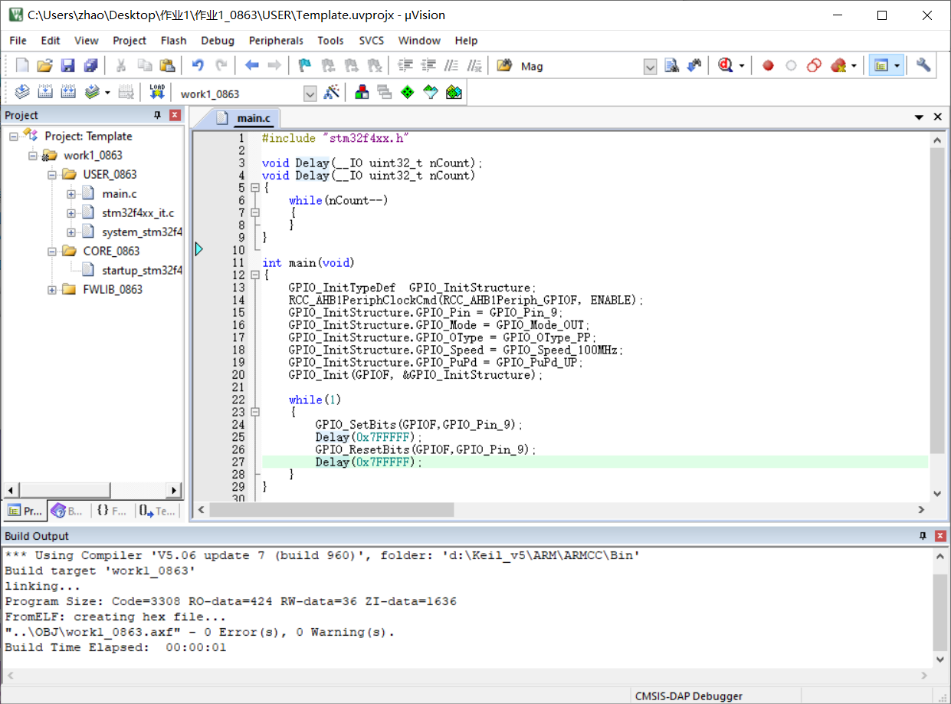 C:\Users\zhao\Desktop\作业1\作业1_0863\USER\Template.uvprojx - µVision
File Edit View Project Flash Debug Peripherals Tools SVCS Window Help
Mag
LOAD
work1_0863
Project
main.c
Project: Template
work1_0863
USER_0863
main.c
stm32f4xx_it.c
system_stm32f4
CORE_0863
startup_stm32f4
FWLIB_0863
Pr... B... {} F... Te...
1 #include "stm32f4xx.h"
2
3 void Delay(__IO uint32_t nCount);
4 void Delay(__IO uint32_t nCount)
5 {
6 while(nCount--)
7 {
8 }
9 }
10
11 int main(void)
12 {
13 GPIO_InitTypeDef GPIO_InitStructure;
14 RCC_AHB1PeriphClockCmd(RCC_AHB1Periph_GPIOF, ENABLE);
15 GPIO_InitStructure.GPIO_Pin = GPIO_Pin_9;
16 GPIO_InitStructure.GPIO_Mode = GPIO_Mode_OUT;
17 GPIO_InitStructure.GPIO_OType = GPIO_OType_PP;
18 GPIO_InitStructure.GPIO_Speed = GPIO_Speed_100MHz;
19 GPIO_InitStructure.GPIO_PuPd = GPIO_PuPd_UP;
20 GPIO_Init(GPIOF, &GPIO_InitStructure);
21
22 while(1)
23 {
24 GPIO_SetBits(GPIOF,GPIO_Pin_9);
25 Delay(0x7FFFFF);
26 GPIO_ResetBits(GPIOF,GPIO_Pin_9);
27 Delay(0x7FFFFF);
28 }
29 }
30
Build Output
*** Using Compiler 'V5.06 update 7 (build 960)', folder: 'd:\Keil_v5\ARM\ARMCC\Bin'
Build target 'work1_0863'
linking...
Program Size: Code=3308 RO-data=424 RW-data=36 ZI-data=1636
FromELF: creating hex file...
"..\OBJ\work1_0863.axf" - 0 Error(s), 0 Warning(s).
Build Time Elapsed: 00:00:01
CMSIS-DAP Debugger